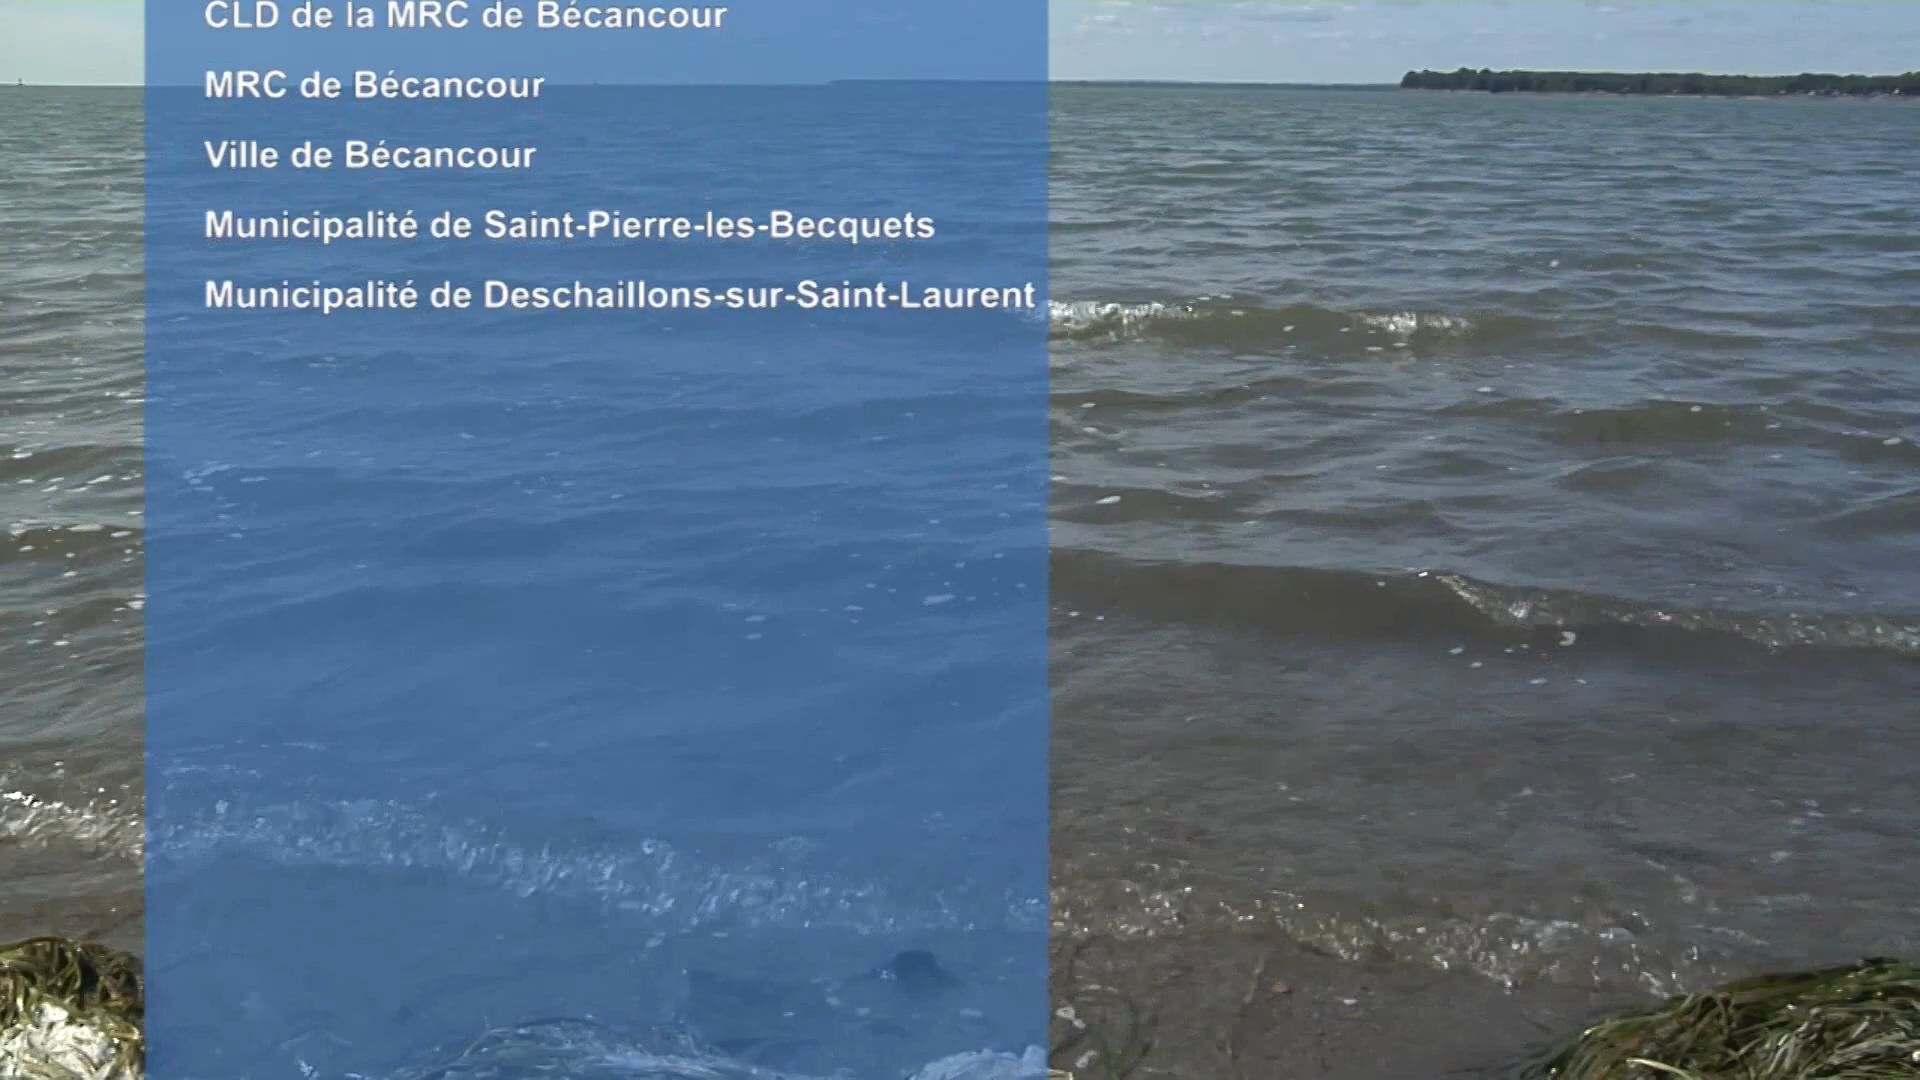 CLD de la MRC de Bécancour
MRC de Bécancour
Ville de Bécancour
Municipalité de Saint-Pierre-les-Becquets
Municipalité de Deschaillons-sur-Saint-Laurent